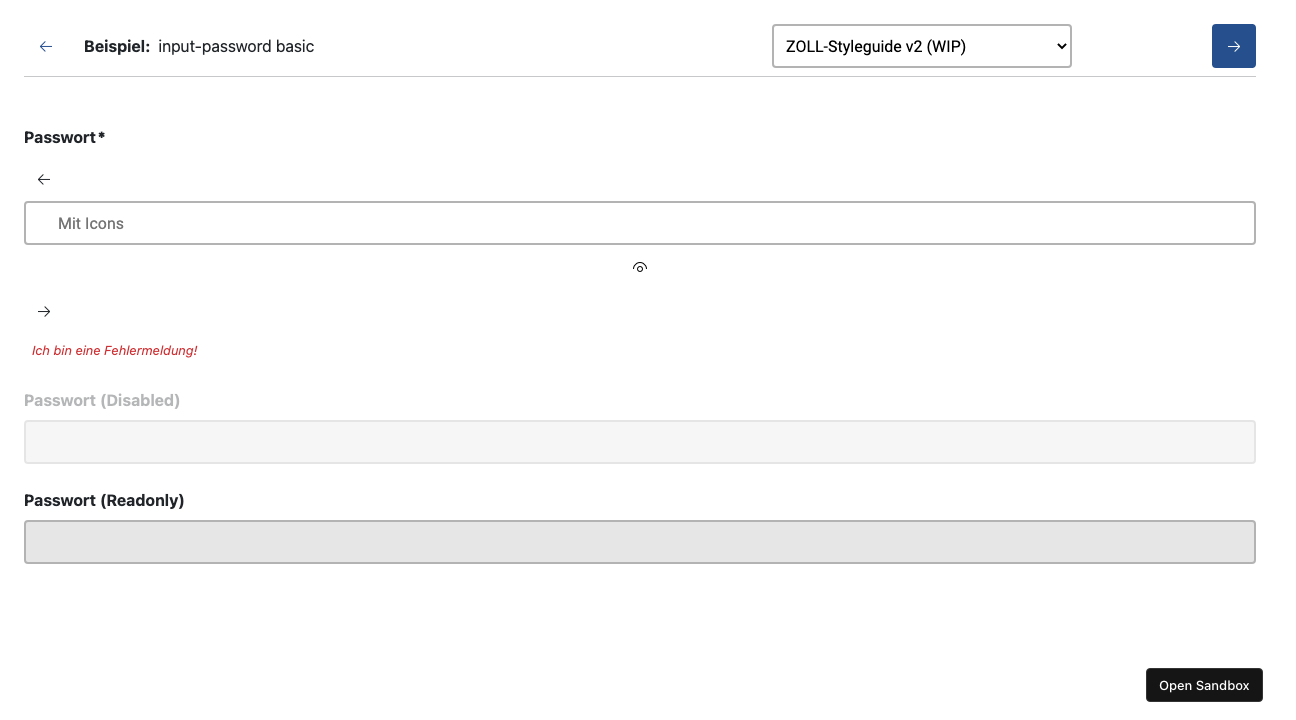 Beispiel: input-password basic
ZOLL-Styleguide v2 (WIP)
Passwort*
Mit Icons
Ich bin eine Fehlermeldung!
Passwort (Disabled)
Passwort (Readonly)
Open Sandbox